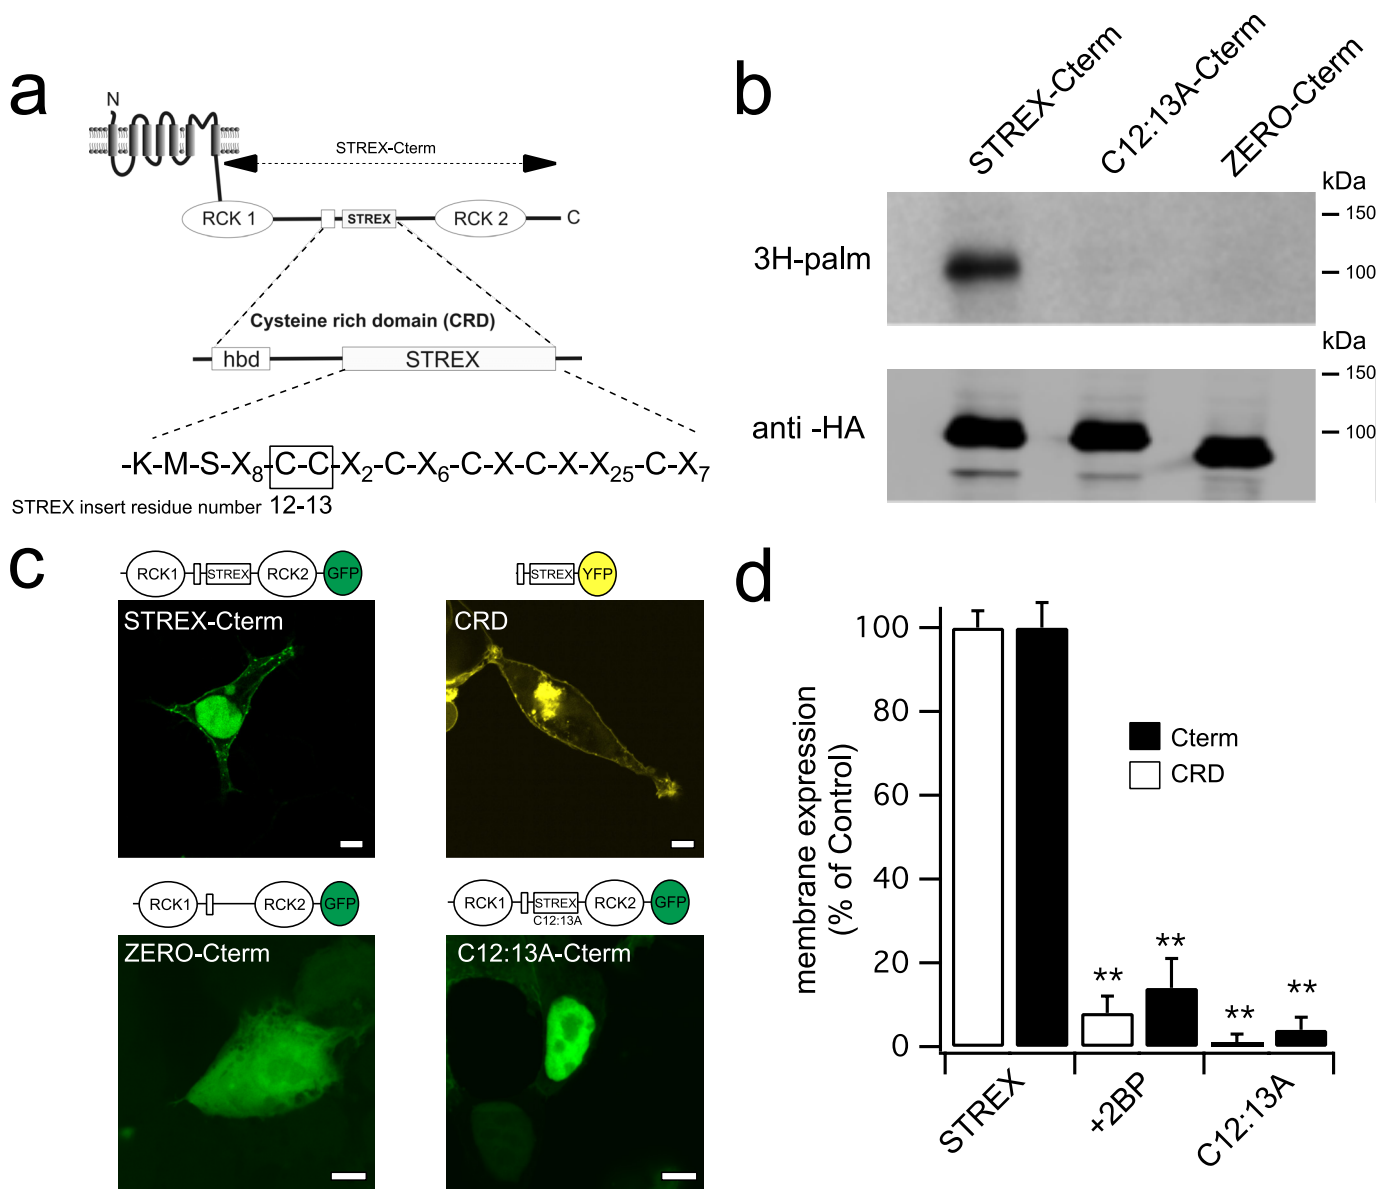 a
N
STREX-Cterm
RCK 1
STREX
RCK 2
C
Cysteine rich domain (CRD)
hbd
STREX
-K-M-S-X8-C-C-X2-C-X6-C-X-C-X-X25-C-X7
STREX insert residue number 12-13
b
STREX-Cterm
C12:13A-Cterm
ZERO-Cterm
kDa
150
3H-palm
100
kDa
150
anti -HA
100
c
RCK1
STREX
RCK2
GFP
STREX
YFP
STREX-Cterm
CRD
RCK1
RCK2
GFP
RCK1
STREX
C12:13A
RCK2
GFP
ZERO-Cterm
C12:13A-Cterm
d
membrane expression
(% of Control)
100
80
60
40
20
0
Cterm
CRD
**
**
**
**
STREX
+2BP
C12:13A